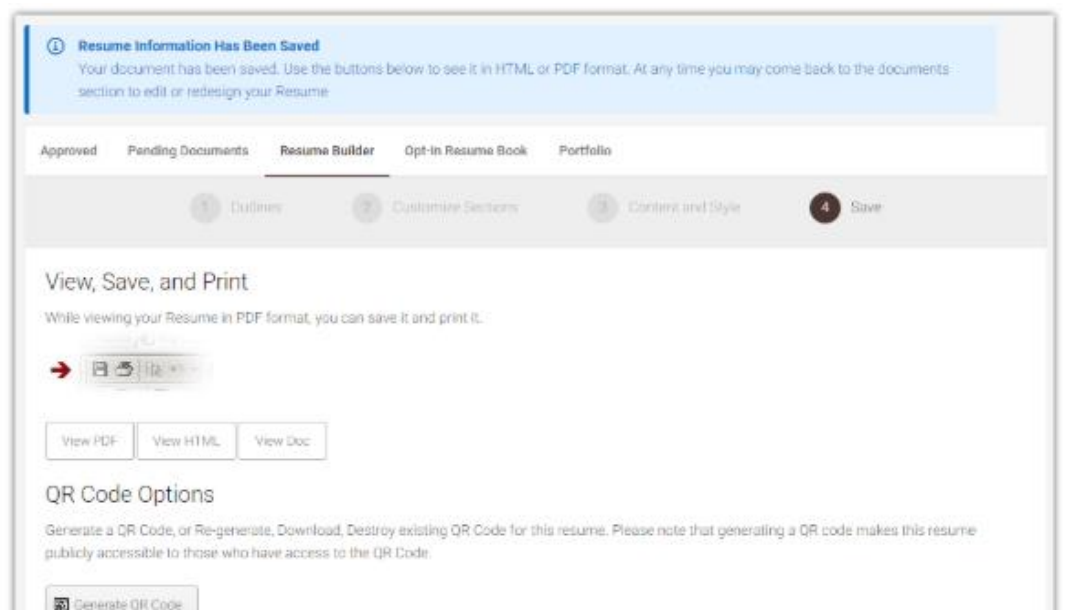 Resume Information Has Been Saved
Your document has been saved. Use the buttons below to see it in HTML or PDF format. At any time you may come back to the documents
section to edit or redesign your Resume
Approved Pending Documents Resume Builder Opt-In Resume Book Portfolio
1 Outlines 2 Customize Sections 3 Content and Style 4 Save
View, Save, and Print
While viewing your Resume in PDF format, you can save it and print it.
View PDF View HTML View Doc
QR Code Options
Generate a QR Code, or Re-generate, Download, Destroy existing QR Code for this resume. Please note that generating a QR code makes this resume
publicly accessible to those who have access to the QR Code.
Generate QR Code